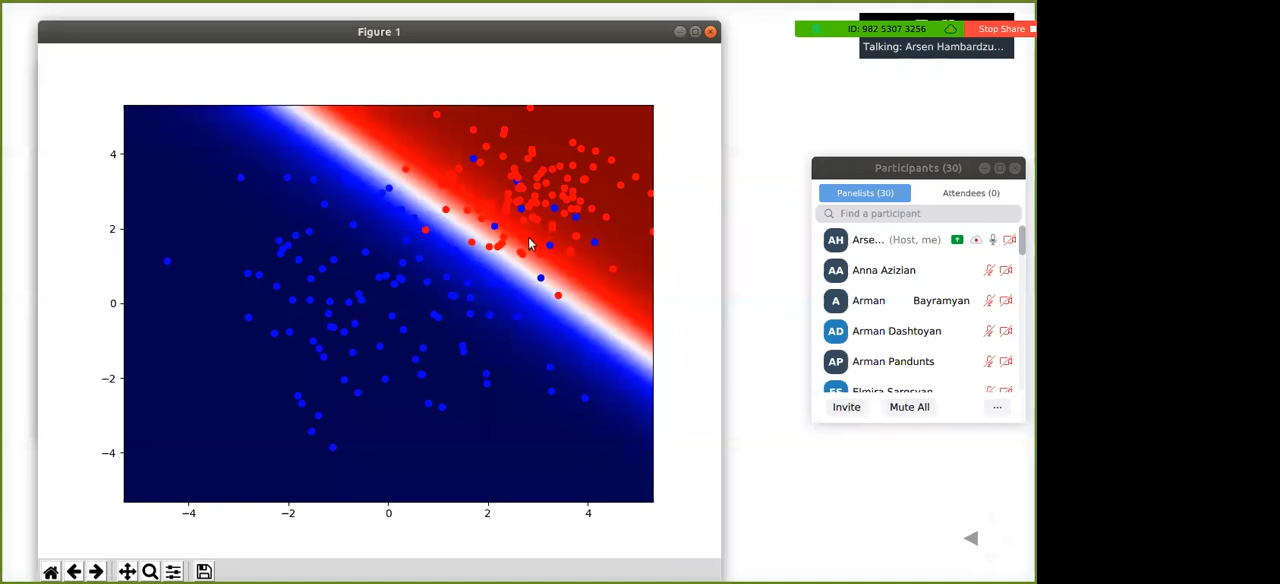 Figure 1
ID: 982 5307 3256
Stop Share
Talking: Arsen Hambardzu...
4
2
0
−2
−4
−4
−2
0
2
4
Participants (30)
Panelists (30)
Attendees (0)
Find a participant
AH Arse... (Host, me)
AA Anna Azizian
A Arman Bayramyan
AD Arman Dashtoyan
AP Arman Pandunts
Elmira Sargsyan
Invite
Mute All
...